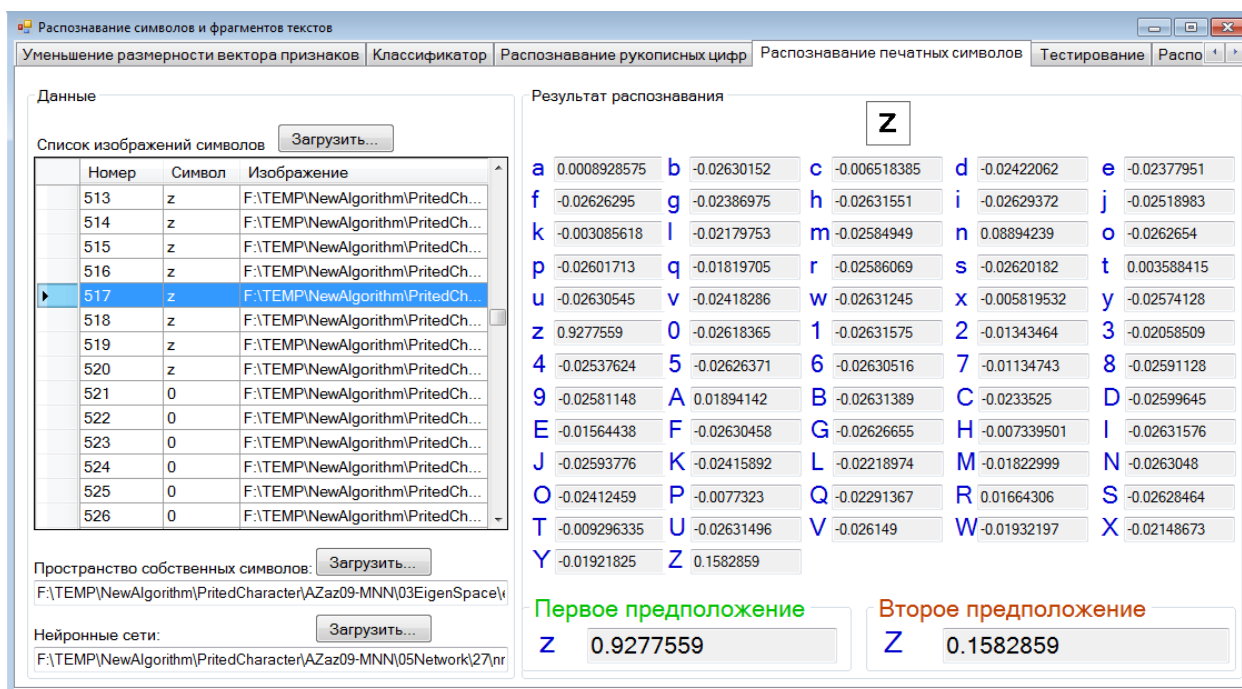 Распознавание символов и фрагментов текстов
Уменьшение размерности вектора признаков Классификатор Распознавание рукописных цифр Распознавание печатных символов Тестирование Распо
Данные
Список изображений символов Загрузить...
Номер Символ Изображение
513 z F:\TEMP\NewAlgorithm\PritedCh...
514 z F:\TEMP\NewAlgorithm\PritedCh...
515 z F:\TEMP\NewAlgorithm\PritedCh...
516 z F:\TEMP\NewAlgorithm\PritedCh...
517 z F:\TEMP\NewAlgorithm\PritedCh...
518 z F:\TEMP\NewAlgorithm\PritedCh...
519 z F:\TEMP\NewAlgorithm\PritedCh...
520 z F:\TEMP\NewAlgorithm\PritedCh...
521 0 F:\TEMP\NewAlgorithm\PritedCh...
522 0 F:\TEMP\NewAlgorithm\PritedCh...
523 0 F:\TEMP\NewAlgorithm\PritedCh...
524 0 F:\TEMP\NewAlgorithm\PritedCh...
525 0 F:\TEMP\NewAlgorithm\PritedCh...
526 0 F:\TEMP\NewAlgorithm\PritedCh...
Пространство собственных символов: Загрузить...
F:\TEMP\NewAlgorithm\PritedCharacter\AZaz09-MNN\03EigenSpace\e
Нейронные сети: Загрузить...
F:\TEMP\NewAlgorithm\PritedCharacter\AZaz09-MNN\05Network\27\nr
Результат распознавания
z
a 0.0008928575 b -0.02630152 c -0.006518385 d -0.02422062 e -0.02377951
f -0.02626295 g -0.02386975 h -0.02631551 i -0.02629372 j -0.02518983
k -0.003085618 l -0.02179753 m -0.02584949 n 0.08894239 o -0.0262654
p -0.02601713 q -0.01819705 r -0.02586069 s -0.02620182 t 0.003588415
u -0.02630545 v -0.02418286 w -0.02631245 x -0.005819532 y -0.02574128
z 0.9277559 0 -0.02618365 1 -0.02631575 2 -0.01343464 3 -0.02058509
4 -0.02537624 5 -0.02626371 6 -0.02630516 7 -0.01134743 8 -0.02591128
9 -0.02581148 A 0.01894142 B -0.02631389 C -0.0233525 D -0.02599645
E -0.01564438 F -0.02630458 G -0.02626655 H -0.007339501 I -0.02631576
J -0.02593776 K -0.02415892 L -0.02218974 M -0.01822999 N -0.0263048
O -0.02412459 P -0.0077323 Q -0.02291367 R 0.01664306 S -0.02628464
T -0.009296335 U -0.02631496 V -0.026149 W -0.01932197 X -0.02148673
Y -0.01921825 Z 0.1582859
Первое предположение
z 0.9277559
Второе предположение
Z 0.1582859